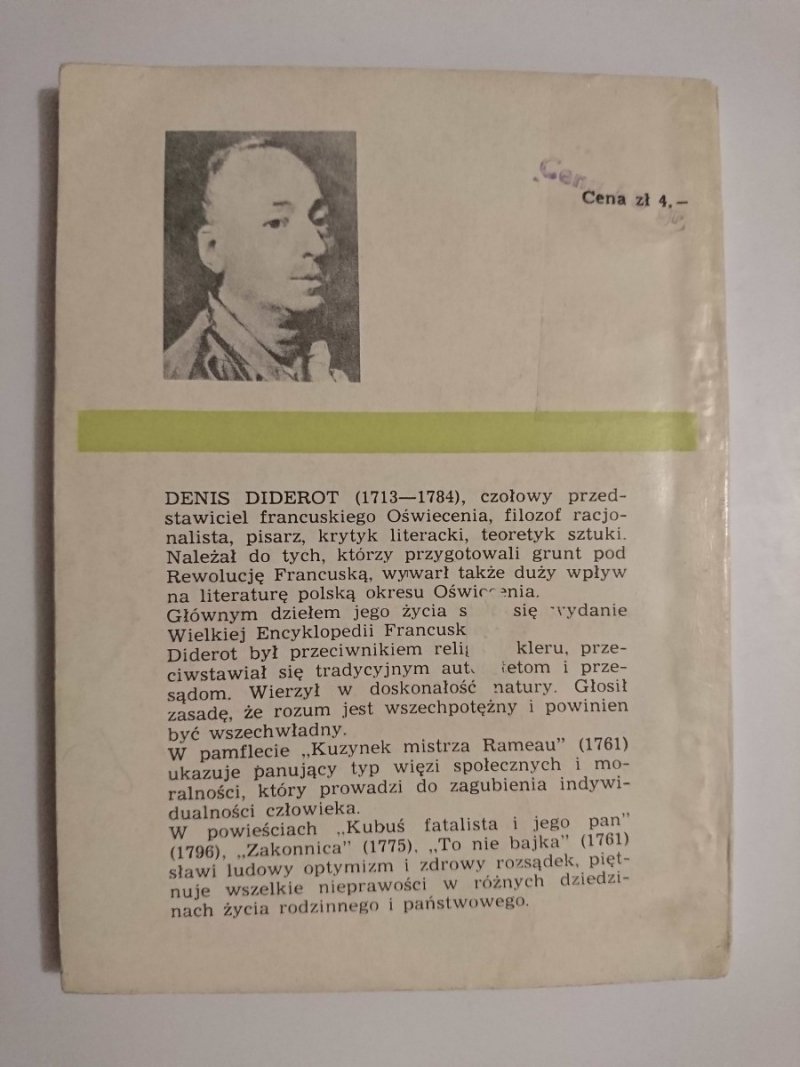 Cena zł 4,—
DENIS DIDEROT (1713—1784), czołowy przed-
stawiciel francuskiego Oświecenia, filozof racjo-
nalista, pisarz, krytyk literacki, teoretyk sztuki.
Należał do tych, którzy przygotowali grunt pod
Rewolucję Francuską, wywarł także duży wpływ
na literaturę polską okresu Oświecenia.
Głównym dziełem jego życia się wydanie
Wielkiej Encyklopedii
Diderot był przeciwnikiem kleru, prze-
ciwstawiał się tradycyjnym i prze-
sądom. Wierzył w doskonałość natury. Głosił
zasadę, że rozum jest wszechpotężny i powinien
być wszechwładny.
W pamflecie „Kuzynek mistrza Rameau” (1761)
ukazuje panujący typ więzi społecznych i mo-
ralności, który prowadzi do zagubienia indywi-
dualności człowieka.
W powieściach „Kubuś fatalista i jego pan”
(1796), „Zakonnica” (1775), „To nie bajka” (1761)
sławi ludowy optymizm i zdrowy rozsądek, pięt-
nuje wszelkie nieprawości w różnych dziedzi-
nach życia rodzinnego i państwowego.